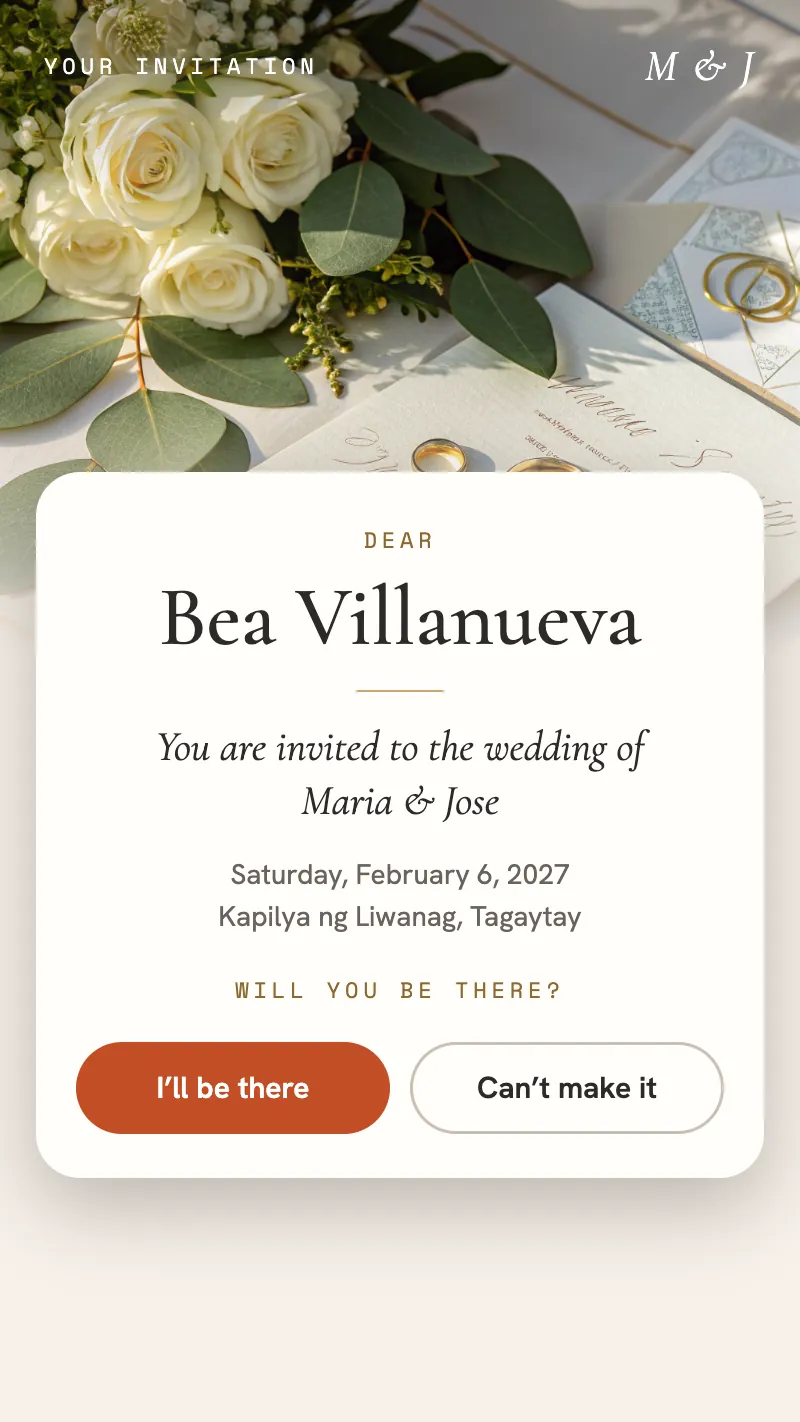 YOUR INVITATION
M & J
DEAR
Bea Villanueva
You are invited to the wedding of
Maria & Jose
Saturday, February 6, 2027
Kapilya ng Liwanag, Tagaytay
WILL YOU BE THERE?
I’ll be there
Can’t make it